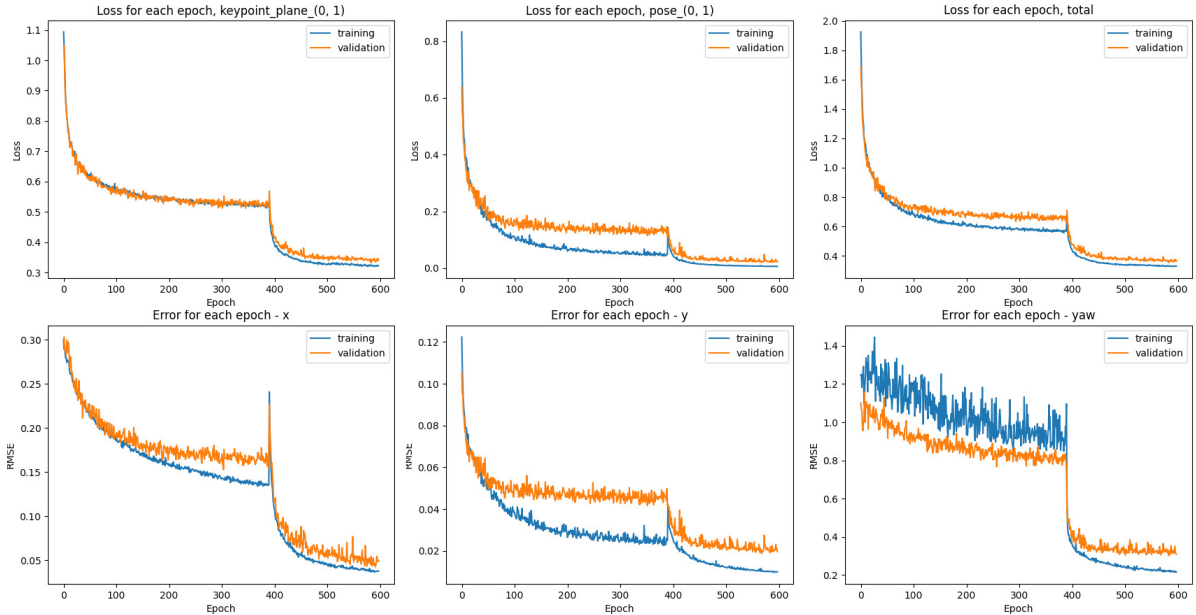 Loss for each epoch, keypoint_plane_(0, 1)
training
validation
Loss
1.1
1.0
0.9
0.8
0.7
0.6
0.5
0.4
0.3
0
100
200
300
400
500
600
Epoch
Loss for each epoch, pose_(0, 1)
training
validation
Loss
0.8
0.6
0.4
0.2
0.0
0
100
200
300
400
500
600
Epoch
Loss for each epoch, total
training
validation
Loss
2.0
1.8
1.6
1.4
1.2
1.0
0.8
0.6
0.4
0
100
200
300
400
500
600
Epoch
Error for each epoch - x
training
validation
RMSE
0.30
0.25
0.20
0.15
0.10
0.05
0
100
200
300
400
500
600
Epoch
Error for each epoch - y
training
validation
RMSE
0.12
0.10
0.08
0.06
0.04
0.02
0
100
200
300
400
500
600
Epoch
Error for each epoch - yaw
training
validation
RMSE
1.4
1.2
1.0
0.8
0.6
0.4
0.2
0
100
200
300
400
500
600
Epoch